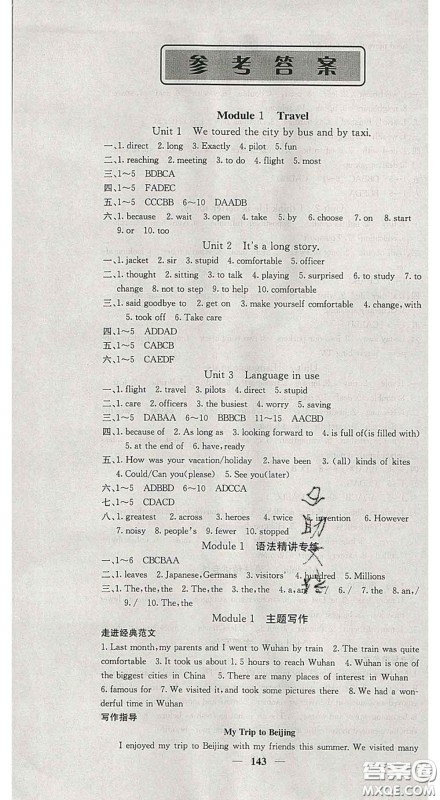 参考答案
Module 1 Travel
Unit 1 We toured the city by bus and by taxi.
一、1. direct 2. long 3. Exactly 4. pilot 5. fun
二、1. reaching 2. meeting 3. to do 4. flight 5. most
三、1～5 BDBCA
四、1～5 FADEC
五、1～5 CCCBB 6～10 DAADB
六、1. because 2. wait 3. open 4. take 5. by 6. choose 7. or 8. start
9. or 10. too
Unit 2 It's a long story.
一、1. jacket 2. sir 3. stupid 4. comfortable 5. officer
二、1. thought 2. sitting 3. to talk 4. playing 5. surprised 6. to study 7. to
change 8. not to step 9. to see 10. officers
三、1. said goodbye to 2. get off 3. make yourself comfortable 4. change, with
5. took off 6. Take care
四、1～5 ADDAD
五、1～5 CABCB
六、1～5 CAEDF
Unit 3 Language in use
一、1. flight 2. travel 3. pilots 4. direct 5. stupid
二、1. care 2. officers 3. the busiest 4. or worry 5. saving
三、1～5 DABAA 6～10 BBBCB 11～15 AACBD
四、1. because of 2. As long as 3. looking forward to 4. is full of(is filled with)
5. at the end of 6. have, ready
五、1. How was your vacation/holiday 2. have been 3. (all) kinds of kites
4. Could/Can you(please) 5. See you(later)
六、1～5 ADBBD 6～10 ADCCA
七、1～5 CDACD
八、1. greatest 2. across 3. heroes 4. twice 5. invention 6. However
7. noisy 8. people's 9. fewer 10. stopped
Module 1 语法精讲专练
一、1～6 CBCBAA
二、1. leaves 2. Japanese, Germans 3. visitors' 4. hundred 5. Millions
三、1. the 2. / 3. the 4. a, an 5. / 6. / 7. the 8. an, / 9. /, the
10. the
Module 1 主题写作
走进经典范文
1. Last month, my parents and I went to Wuhan by train 2. The train was quite
comfortable 3. It took us about 1. 5 hours to reach Wuhan 4. Wuhan is one of
the biggest cities in China 5. There are many places of interest in Wuhan
6. famous for 7. We visited many places of interest in Wuhan 8. We had a won-
derful time in Wuhan
写作指导
My Trip to Beijing
I enjoyed my trip to Beijing with my friends this summer. We visited many
143
答案圈
MXQE.COM